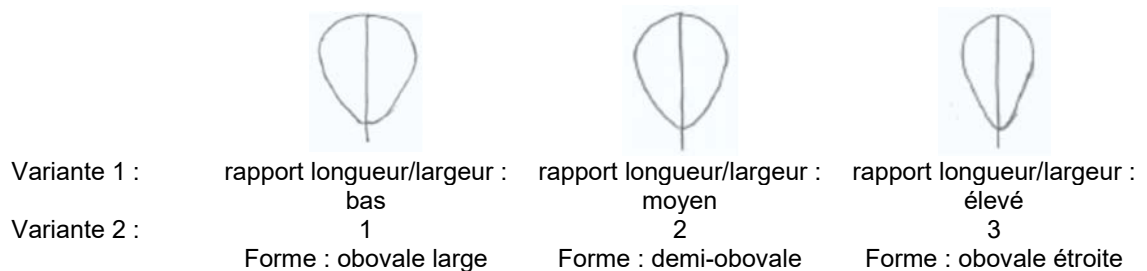 Variante 1 : rapport longueur/largeur : rapport longueur/largeur : rapport longueur/largeur :
bas moyen élevé
Variante 2 : 1 2 3
Forme : obovale large Forme : demi-obovale Forme : obovale étroite